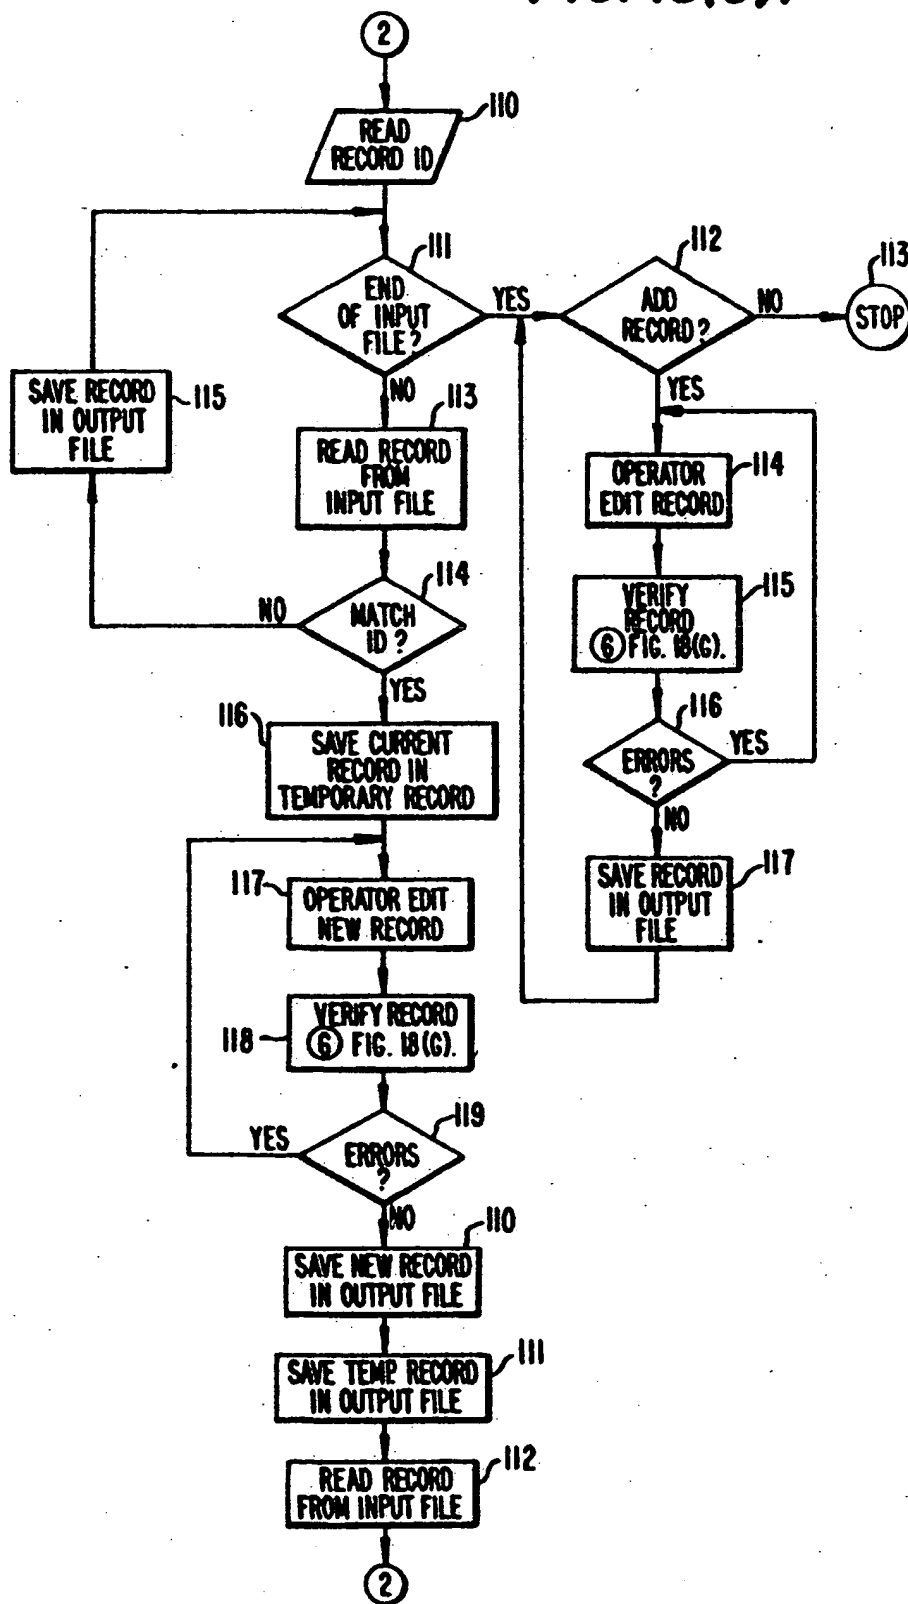 2
110
READ
RECORD ID
111
END
OF INPUT
FILE?
YES
NO
112
ADD
RECORD?
NO
YES
113
STOP
SAVE RECORD
IN OUTPUT
FILE
115
113
READ RECORD
FROM
INPUT FILE
114
OPERATOR
EDIT RECORD
114
MATCH
ID?
NO
YES
115
VERIFY
RECORD
6 FIG. 18(G).
116
SAVE CURRENT
RECORD IN
TEMPORARY RECORD
116
ERRORS
?
YES
NO
117
OPERATOR EDIT
NEW RECORD
117
SAVE RECORD
IN OUTPUT
FILE
118
VERIFY RECORD
6 FIG. 18(G).
119
ERRORS
?
YES
NO
110
SAVE NEW RECORD
IN OUTPUT FILE
111
SAVE TEMP RECORD
IN OUTPUT FILE
112
READ RECORD
FROM INPUT FILE
2